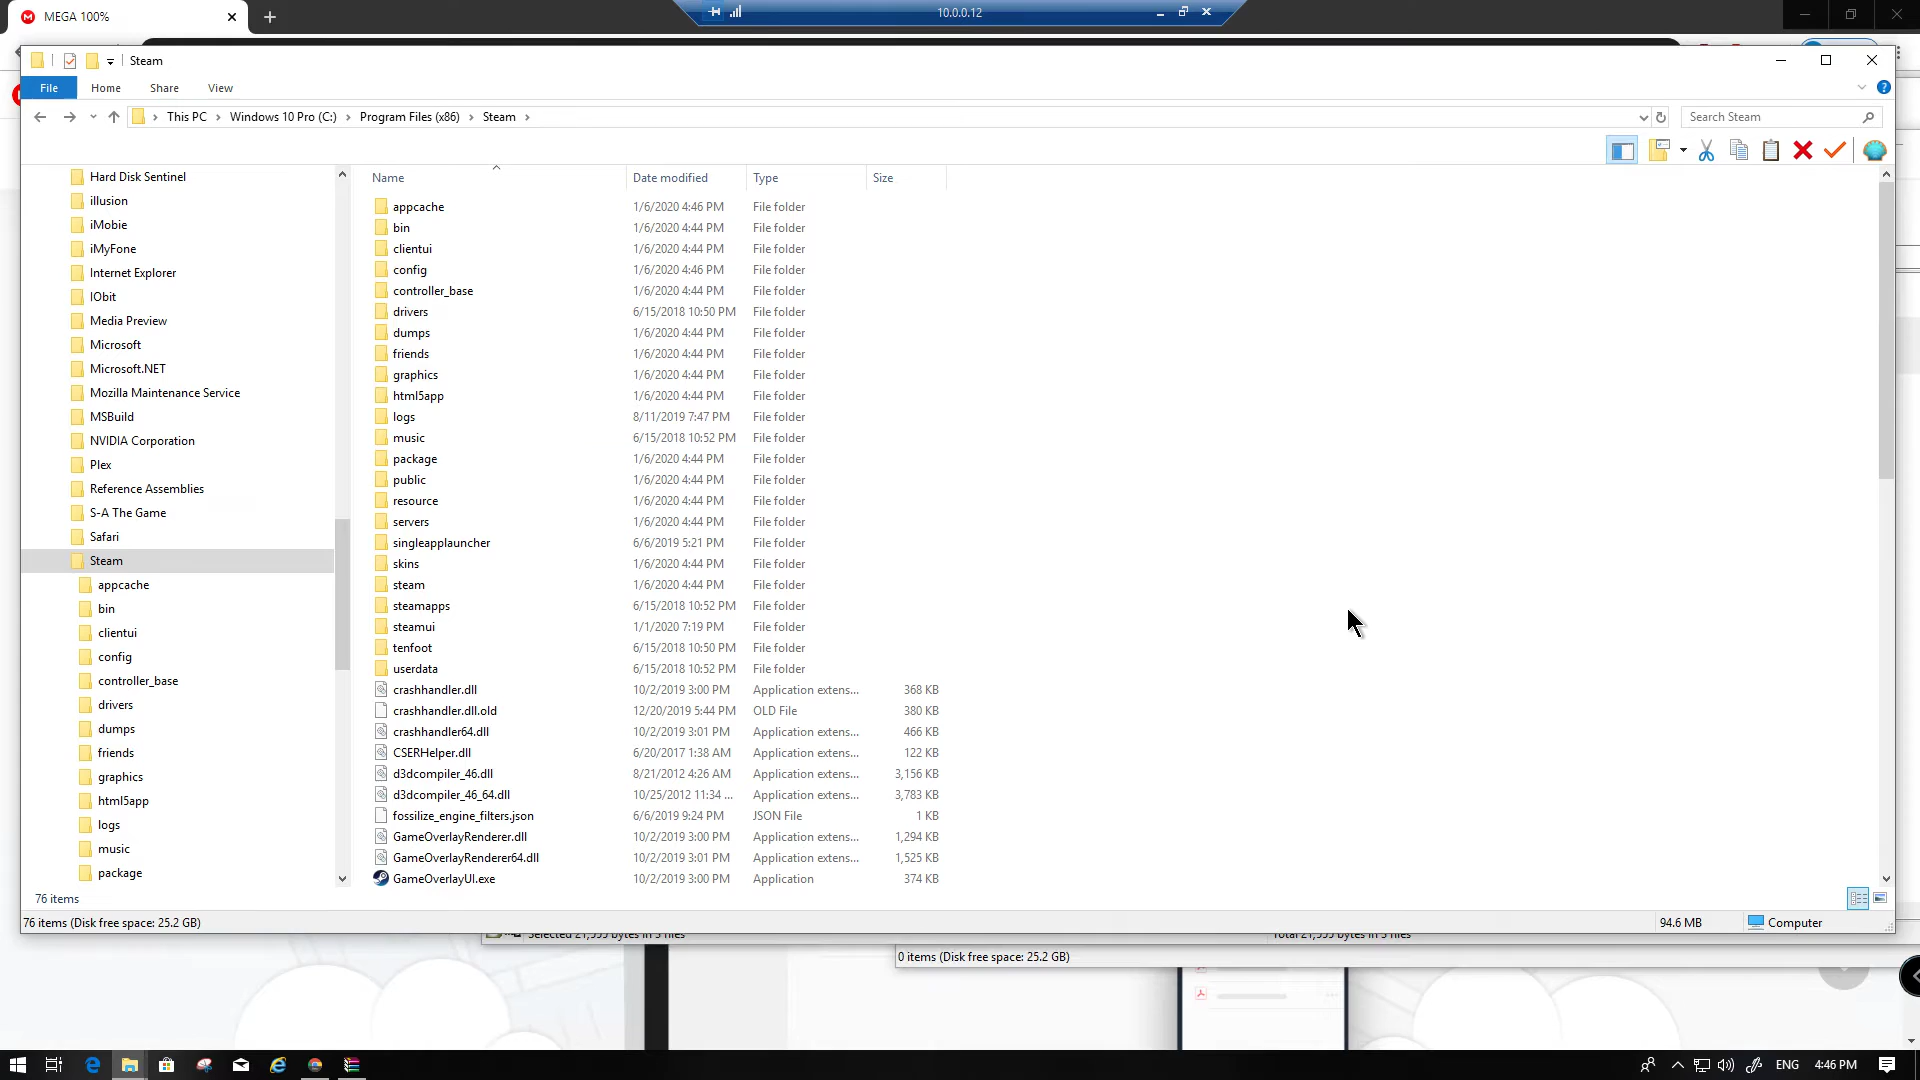 MEGA 100%
10.0.0.12
Steam
File Home Share View
This PC Windows 10 Pro (C:) Program Files (x86) Steam
Search Steam
Name Date modified Type Size
Hard Disk Sentinel
illusion
iMobie
iMyFone
Internet Explorer
IObit
Media Preview
Microsoft
Microsoft.NET
Mozilla Maintenance Service
MSBuild
NVIDIA Corporation
Plex
Reference Assemblies
S-A The Game
Safari
Steam
appcache
bin
clientui
config
controller_base
drivers
dumps
friends
graphics
html5app
logs
music
package
appcache 1/6/2020 4:46 PM File folder
bin 1/6/2020 4:44 PM File folder
clientui 1/6/2020 4:44 PM File folder
config 1/6/2020 4:46 PM File folder
controller_base 1/6/2020 4:44 PM File folder
drivers 6/15/2018 10:50 PM File folder
dumps 1/6/2020 4:44 PM File folder
friends 1/6/2020 4:44 PM File folder
graphics 1/6/2020 4:44 PM File folder
html5app 1/6/2020 4:44 PM File folder
logs 8/11/2019 7:47 PM File folder
music 6/15/2018 10:52 PM File folder
package 1/6/2020 4:44 PM File folder
public 1/6/2020 4:44 PM File folder
resource 1/6/2020 4:44 PM File folder
servers 1/6/2020 4:44 PM File folder
singleapplauncher 6/6/2019 5:21 PM File folder
skins 1/6/2020 4:44 PM File folder
steam 1/6/2020 4:44 PM File folder
steamapps 6/15/2018 10:52 PM File folder
steamui 1/1/2020 7:19 PM File folder
tenfoot 6/15/2018 10:50 PM File folder
userdata 6/15/2018 10:52 PM File folder
crashhandler.dll 10/2/2019 3:00 PM Application extens... 368 KB
crashhandler.dll.old 12/20/2019 5:44 PM OLD File 380 KB
crashhandler64.dll 10/2/2019 3:01 PM Application extens... 466 KB
CSERHelper.dll 6/20/2017 1:38 AM Application extens... 122 KB
d3dcompiler_46.dll 8/21/2012 4:26 AM Application extens... 3,156 KB
d3dcompiler_46_64.dll 10/25/2012 11:34 ... Application extens... 3,783 KB
fossilize_engine_filters.json 6/6/2019 9:24 PM JSON File 1 KB
GameOverlayRenderer.dll 10/2/2019 3:00 PM Application extens... 1,294 KB
GameOverlayRenderer64.dll 10/2/2019 3:01 PM Application extens... 1,525 KB
GameOverlayUI.exe 10/2/2019 3:00 PM Application 374 KB
76 items
76 items (Disk free space: 25.2 GB) 94.6 MB Computer
0 items (Disk free space: 25.2 GB)
ENG 4:46 PM